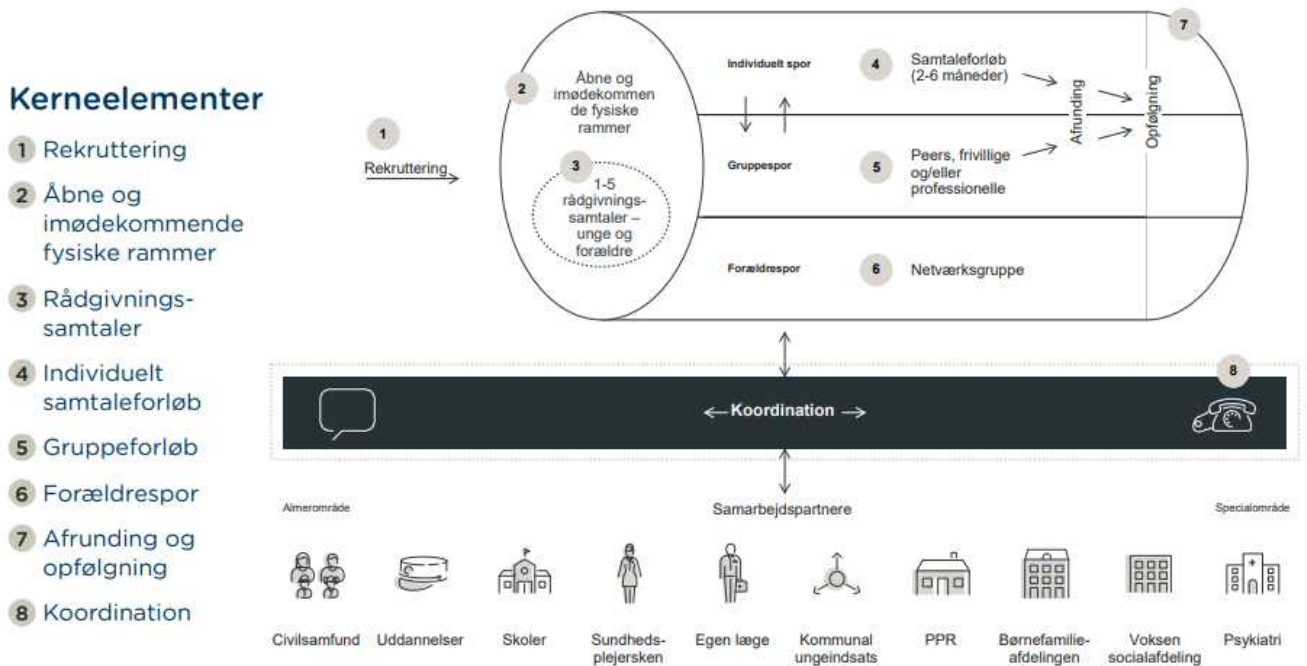 Kerneelementer
1 Rekruttering
2 Åbne og
imødekommende
fysiske rammer
3 Rådgivnings-
samtaler
4 Individuelt
samtaleforløb
5 Gruppeforløb
6 Forældrespor
7 Afrunding og
opfølgning
8 Koordination
1
Rekruttering
2
Åbne og
imødekommen
de fysiske
rammer
3
1-5
rådgivnings-
samtaler –
unge og
forældre
Individuelt spor
4
Samtaleforløb
(2-6 måneder)
Gruppespor
5
Peers, frivillige
og/eller
professionelle
Forældrespor
6
Netværksgruppe
Afrunding
Opfølgning
7
8
Koordination
Almerområde
Samarbejdspartnere
Specialområde
Civilsamfund
Uddannelser
Skoler
Sundheds-
plejersken
Egen læge
Kommunal
ungeindsats
PPR
Børnefamilie-
afdelingen
Voksen
socialafdeling
Psykiatri